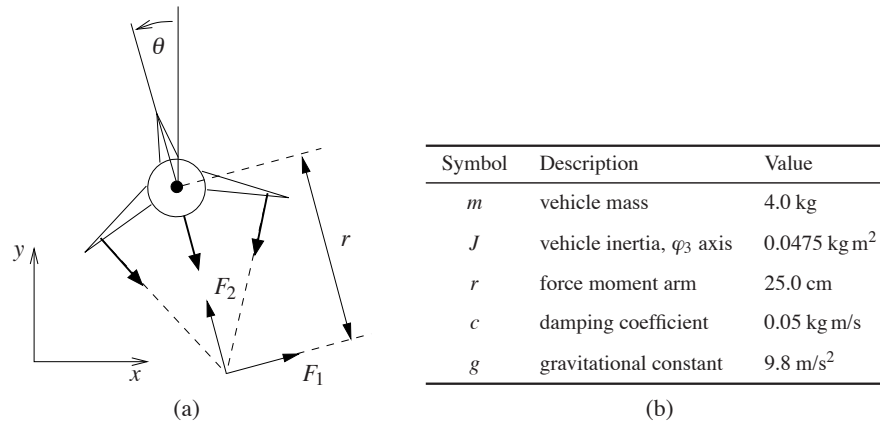 θ
y
x
r
F₂
F₁
(a)
Symbol Description Value
m vehicle mass 4.0 kg
J vehicle inertia, φ₃ axis 0.0475 kg m²
r force moment arm 25.0 cm
c damping coefficient 0.05 kg m/s
g gravitational constant 9.8 m/s²
(b)